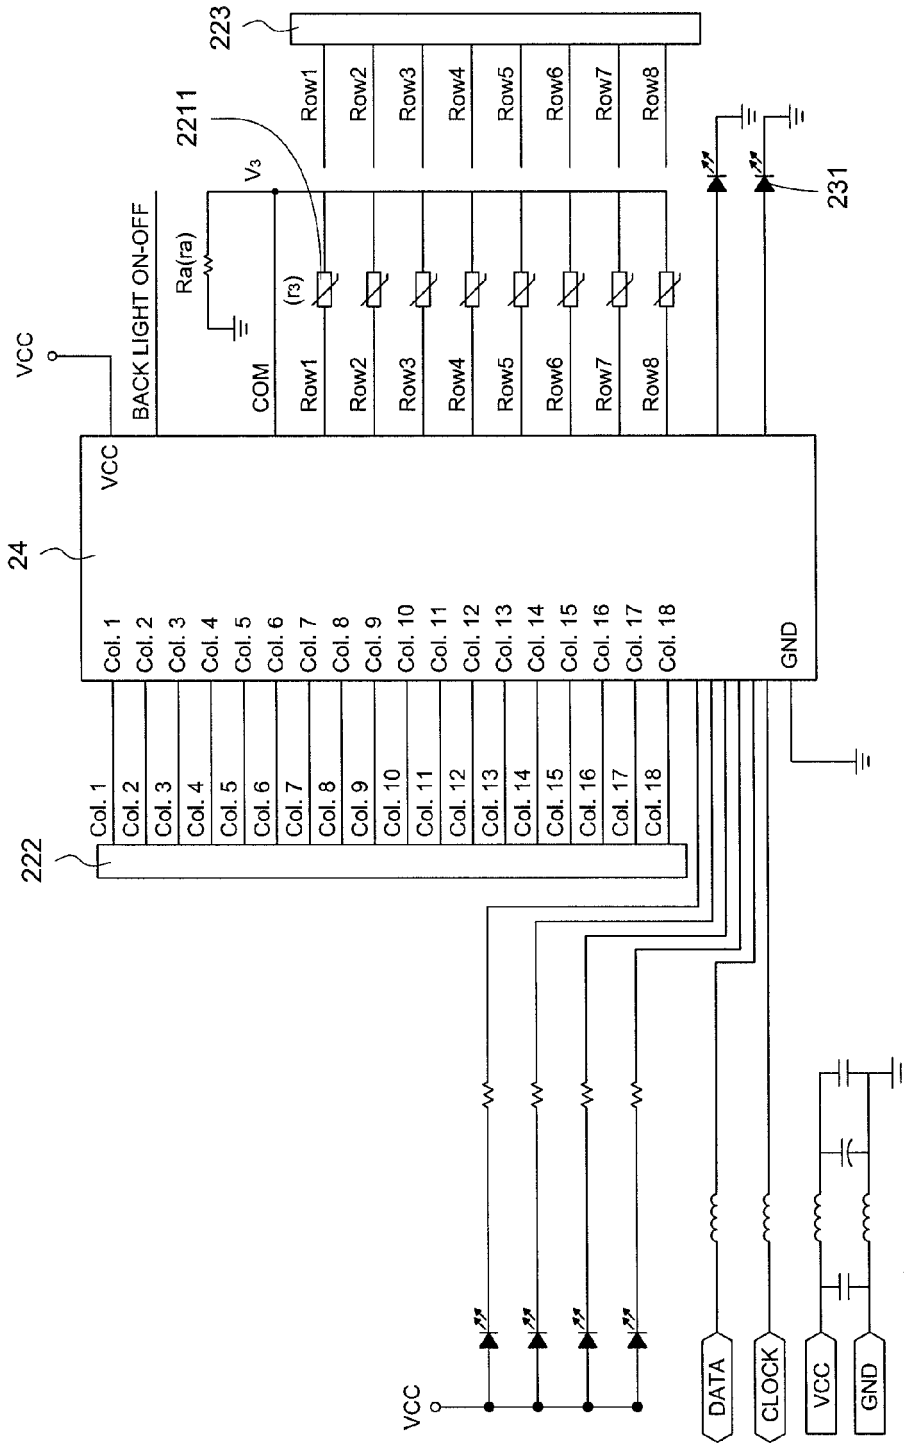 223
Row1
Row2
Row3
Row4
Row5
Row6
Row7
Row8
2211
V3
Ra(ra)
(r3)
231
BACK LIGHT ON-OFF
VCC
COM
Row1
Row2
Row3
Row4
Row5
Row6
Row7
Row8
24
VCC
Col. 1
Col. 2
Col. 3
Col. 4
Col. 5
Col. 6
Col. 7
Col. 8
Col. 9
Col. 10
Col. 11
Col. 12
Col. 13
Col. 14
Col. 15
Col. 16
Col. 17
Col. 18
GND
Col. 1
Col. 2
Col. 3
Col. 4
Col. 5
Col. 6
Col. 7
Col. 8
Col. 9
Col. 10
Col. 11
Col. 12
Col. 13
Col. 14
Col. 15
Col. 16
Col. 17
Col. 18
222
VCC
DATA
CLOCK
VCC
GND